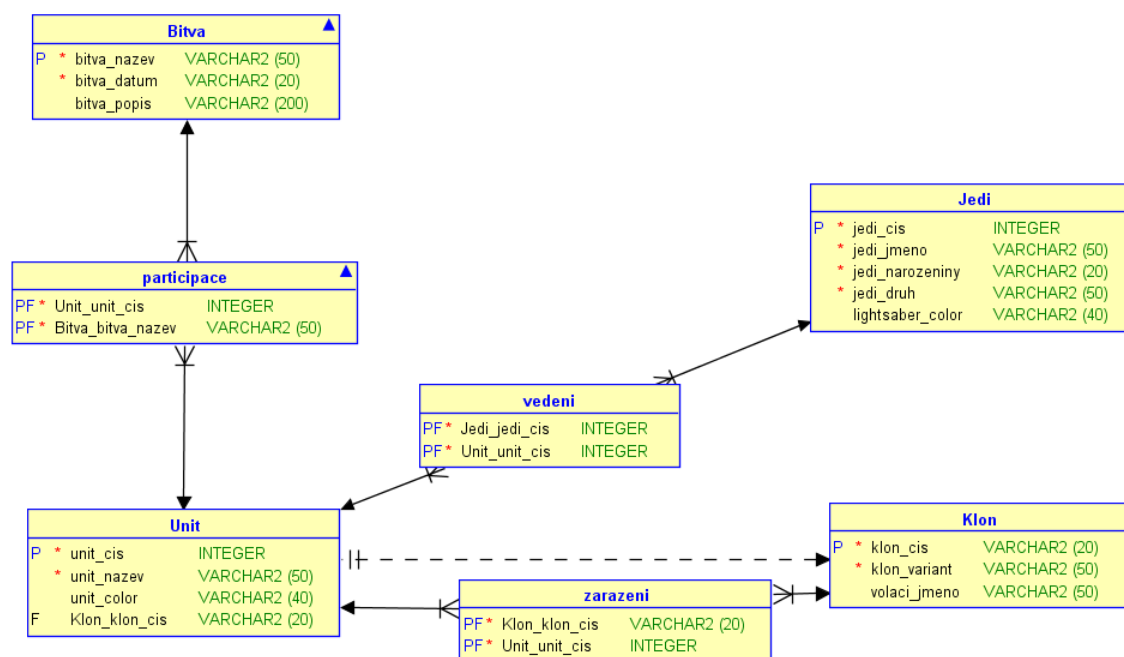 Bitva
P * bitva_nazev VARCHAR2 (50)
* bitva_datum VARCHAR2 (20)
bitva_popis VARCHAR2 (200)
participace
PF * Unit_unit_cis INTEGER
PF * Bitva_bitva_nazev VARCHAR2 (50)
Jedi
P * jedi_cis INTEGER
* jedi_jmeno VARCHAR2 (50)
* jedi_narozeniny VARCHAR2 (20)
* jedi_druh VARCHAR2 (50)
lightsaber_color VARCHAR2 (40)
vedeni
PF * Jedi_jedi_cis INTEGER
PF * Unit_unit_cis INTEGER
Unit
P * unit_cis INTEGER
* unit_nazev VARCHAR2 (50)
unit_color VARCHAR2 (40)
F Klon_klon_cis VARCHAR2 (20)
Klon
P * klon_cis VARCHAR2 (20)
* klon_variant VARCHAR2 (50)
volaci_jmeno VARCHAR2 (50)
zarazeni
PF * Klon_klon_cis VARCHAR2 (20)
PF * Unit_unit_cis INTEGER